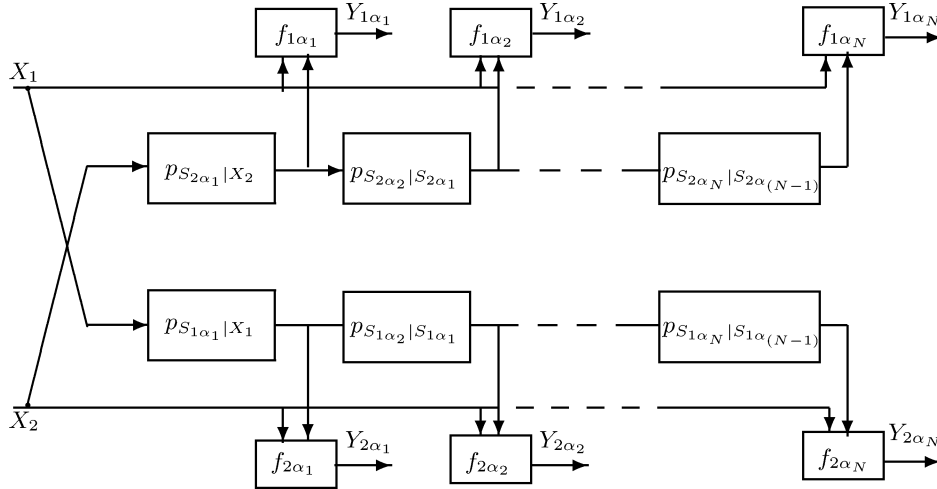 f_{1α_1} Y_{1α_1} f_{1α_2} Y_{1α_2} f_{1α_N} Y_{1α_N}
X_1
p_{S_{2α_1}|X_2} p_{S_{2α_2}|S_{2α_1}} p_{S_{2α_N}|S_{2α_{(N-1)}}}
p_{S_{1α_1}|X_1} p_{S_{1α_2}|S_{1α_1}} p_{S_{1α_N}|S_{1α_{(N-1)}}}
X_2
f_{2α_1} Y_{2α_1} f_{2α_2} Y_{2α_2} f_{2α_N} Y_{2α_N}